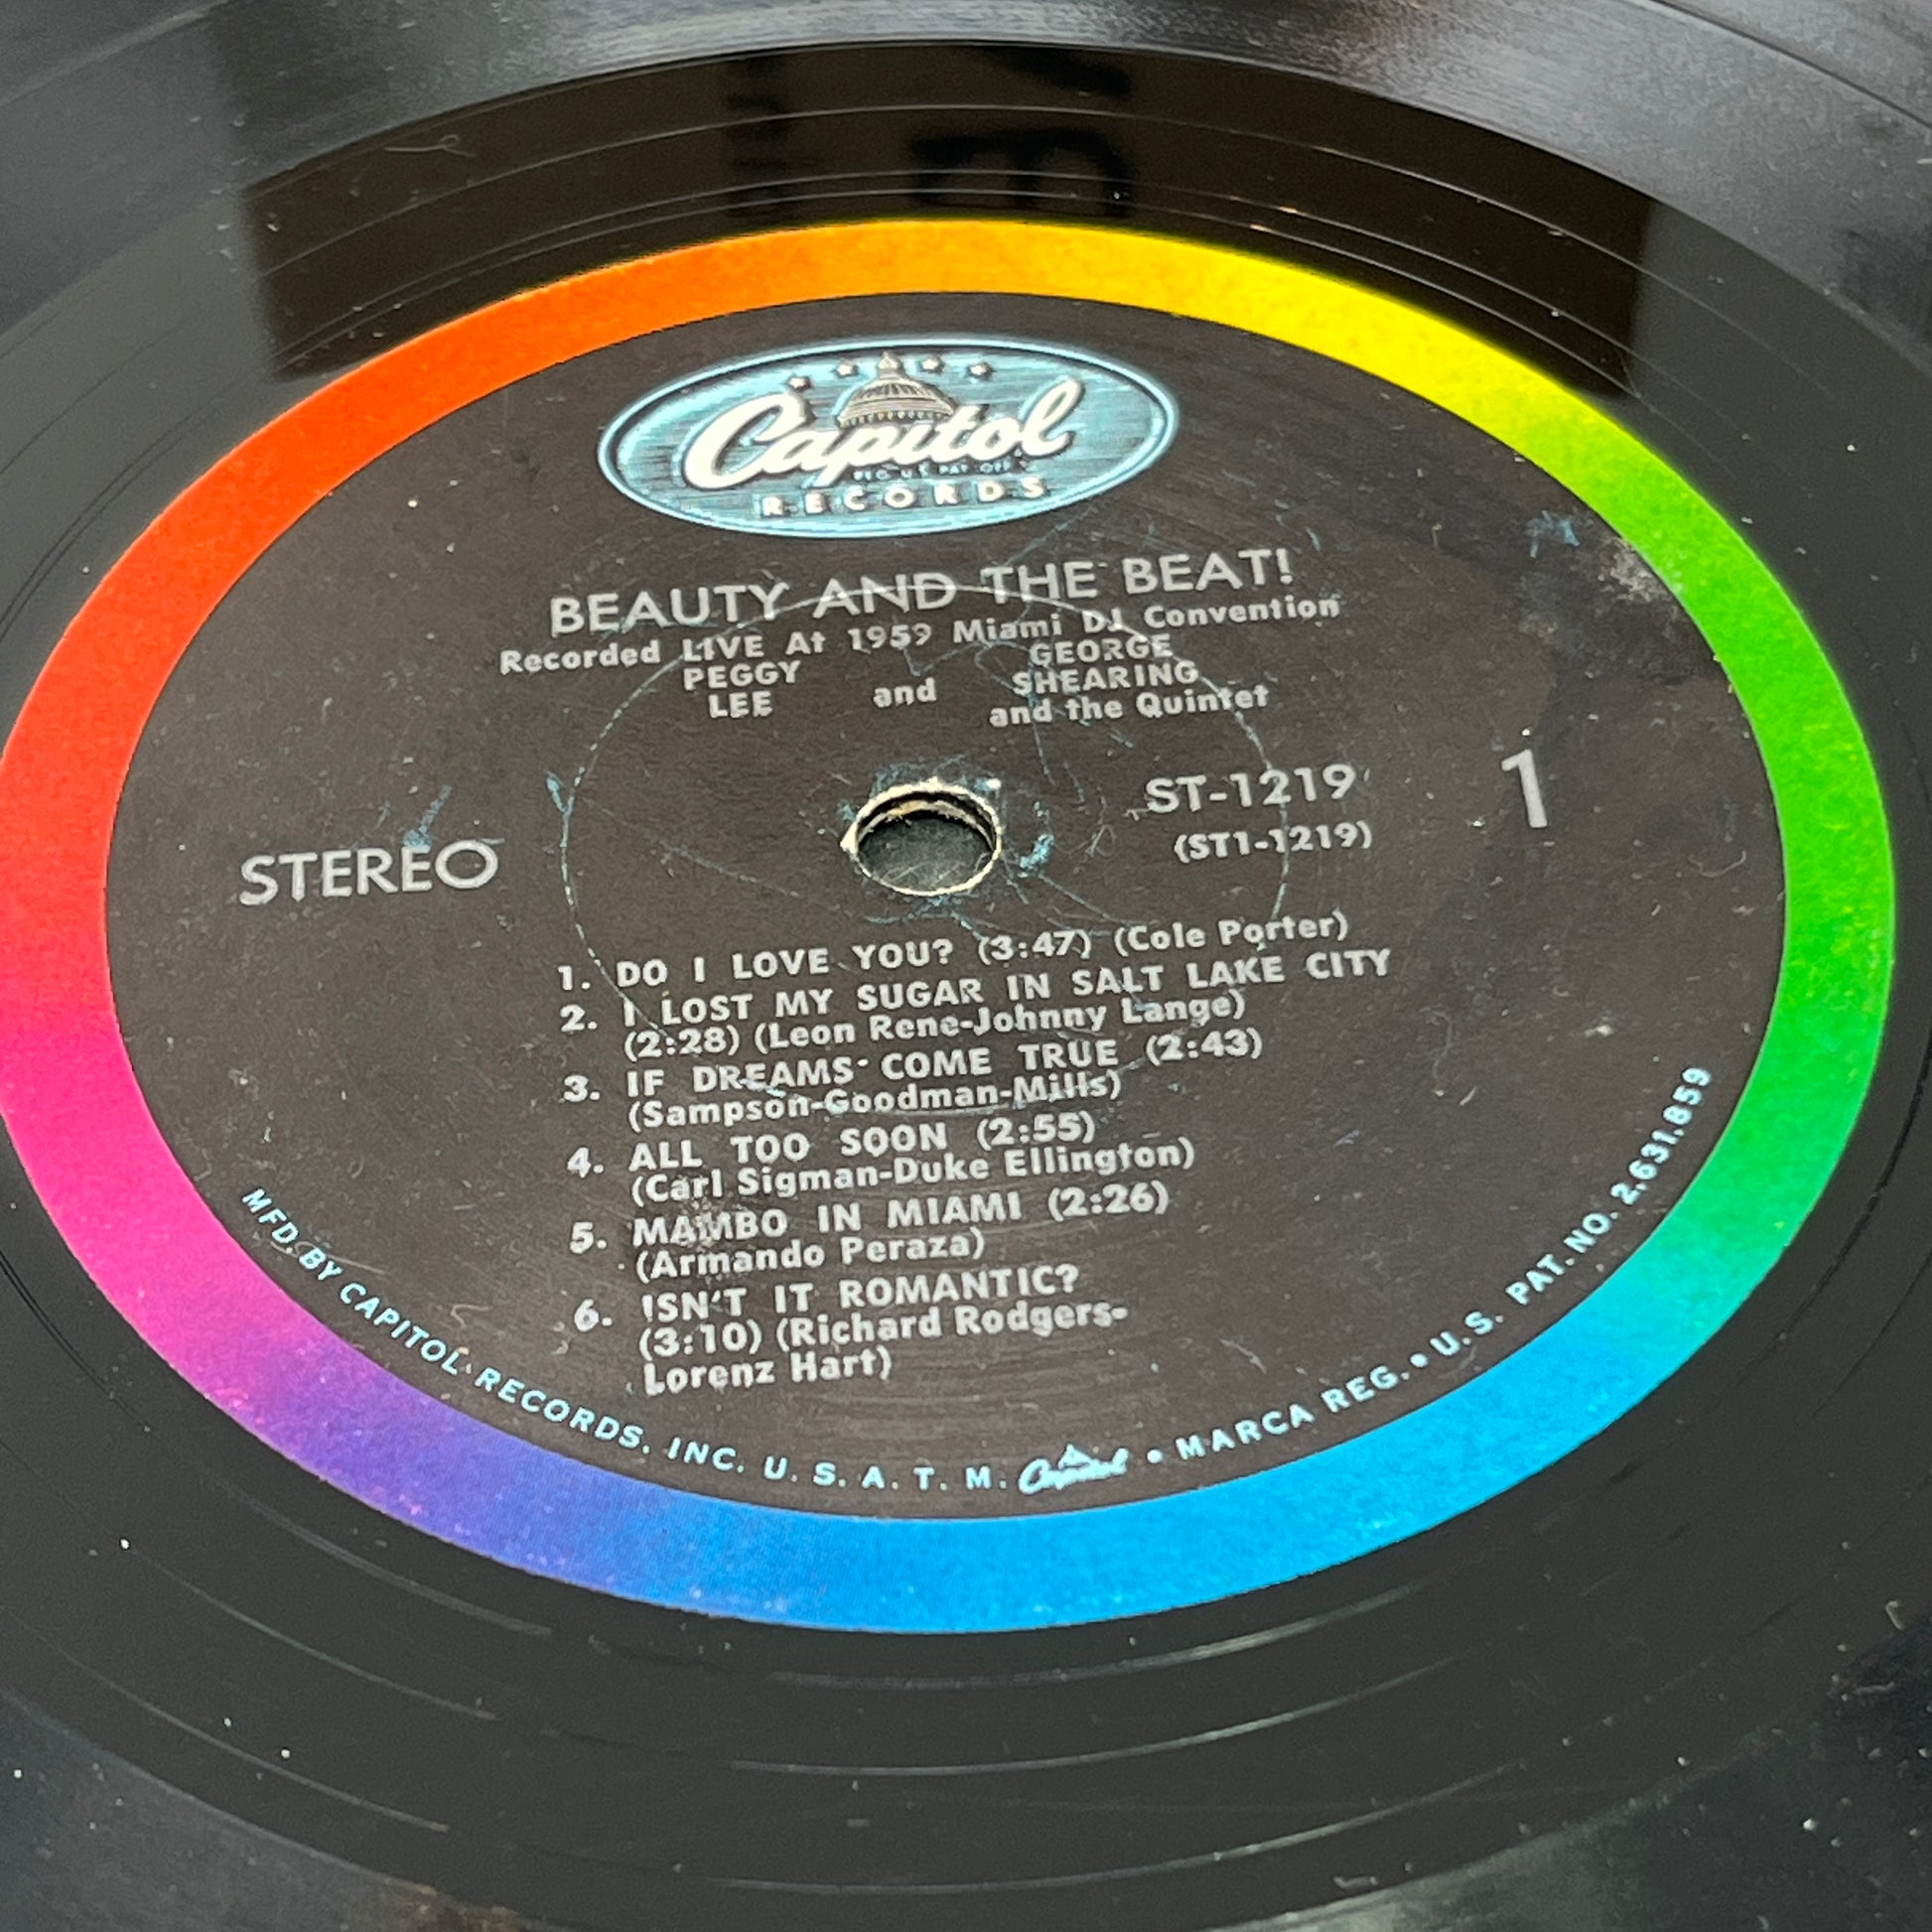 Capitol
REG. U.S. PAT. OFF.
RECORDS
BEAUTY AND THE BEAT!
Recorded LIVE At 1959 Miami DJ Convention
PEGGY LEE and GEORGE SHEARING and the Quintet
STEREO
ST-1219
(ST1-1219)
1
1. DO I LOVE YOU? (3:47) (Cole Porter)
2. I LOST MY SUGAR IN SALT LAKE CITY
(2:28) (Leon Rene-Johnny Lange)
3. IF DREAMS COME TRUE (2:43)
(Sampson-Goodman-Mills)
4. ALL TOO SOON (2:55)
(Carl Sigman-Duke Ellington)
5. MAMBO IN MIAMI (2:26)
(Armando Peraza)
6. ISN'T IT ROMANTIC?
(3:10) (Richard Rodgers-
Lorenz Hart)
MFD. BY CAPITOL RECORDS, INC. U. S. A. T. M. Capitol • MARCA REG. • U.S. PAT. NO. 2,631,859